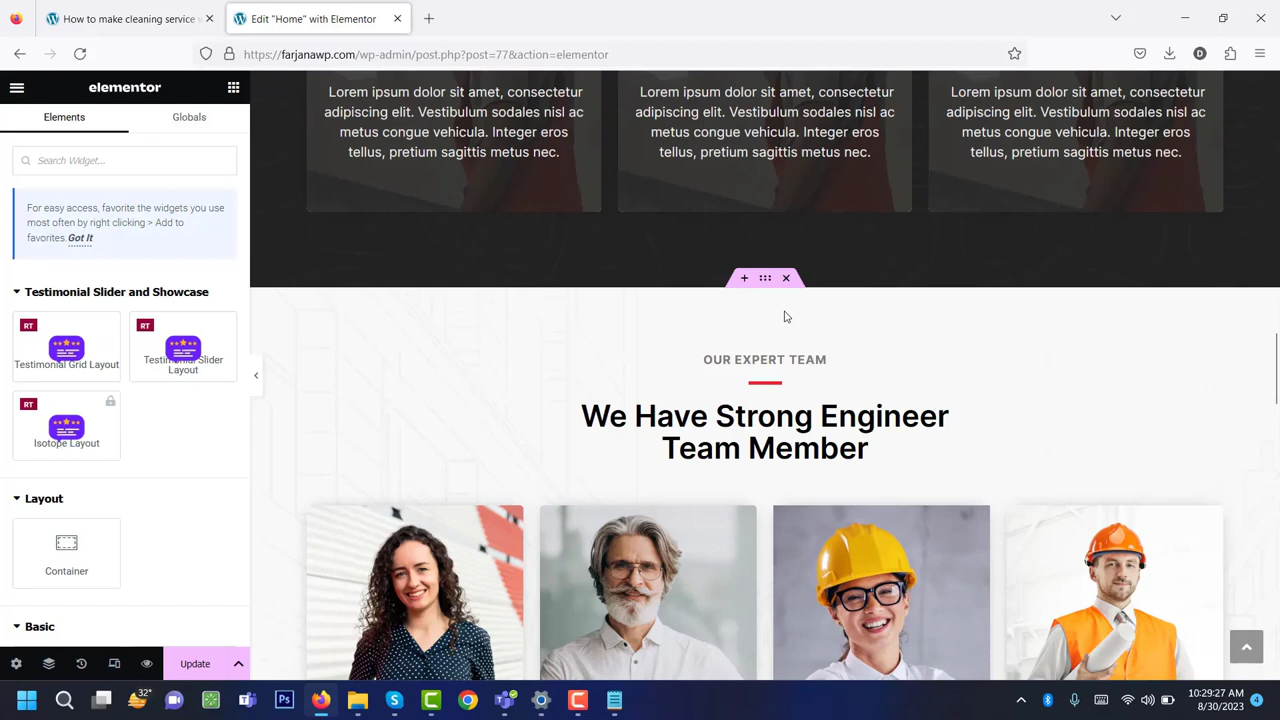 How to make cleaning service v
Edit "Home" with Elementor
https://farjanawp.com/wp-admin/post.php?post=77&action=elementor
D
elementor
Elements
Globals
Search Widget...
For easy access, favorite the widgets you use
most often by right clicking > Add to
favorites. Got It
Testimonial Slider and Showcase
RT
Testimonial Grid Layout
RT
Testimonial Slider
Layout
RT
Isotope Layout
Layout
Container
Basic
Update
Lorem ipsum dolor sit amet, consectetur
adipiscing elit. Vestibulum sodales nisl ac
metus congue vehicula. Integer eros
tellus, pretium sagittis metus nec.
Lorem ipsum dolor sit amet, consectetur
adipiscing elit. Vestibulum sodales nisl ac
metus congue vehicula. Integer eros
tellus, pretium sagittis metus nec.
Lorem ipsum dolor sit amet, consectetur
adipiscing elit. Vestibulum sodales nisl ac
metus congue vehicula. Integer eros
tellus, pretium sagittis metus nec.
OUR EXPERT TEAM
We Have Strong Engineer
Team Member
32°
Ps
10:29:27 AM
8/30/2023
4